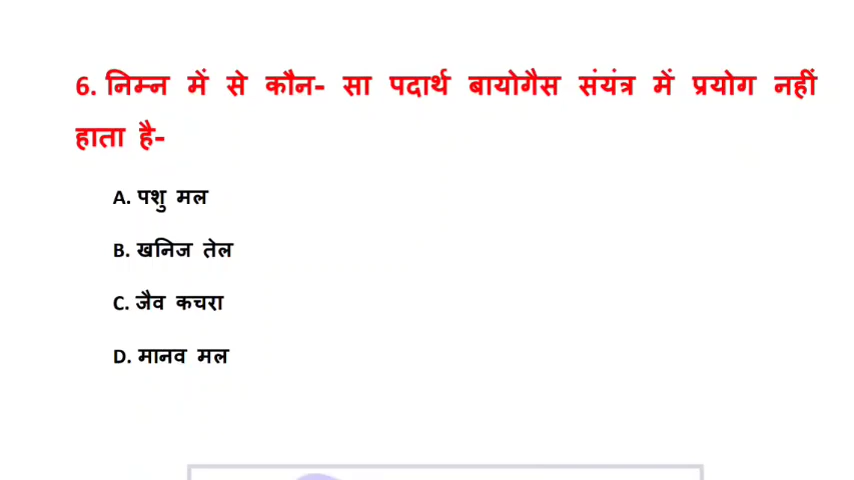 6. निम्न में से कौन- सा पदार्थ बायोगैस संयंत्र में प्रयोग नहीं
हाता है-
A. पशु मल
B. खनिज तेल
C. जैव कचरा
D. मानव मल